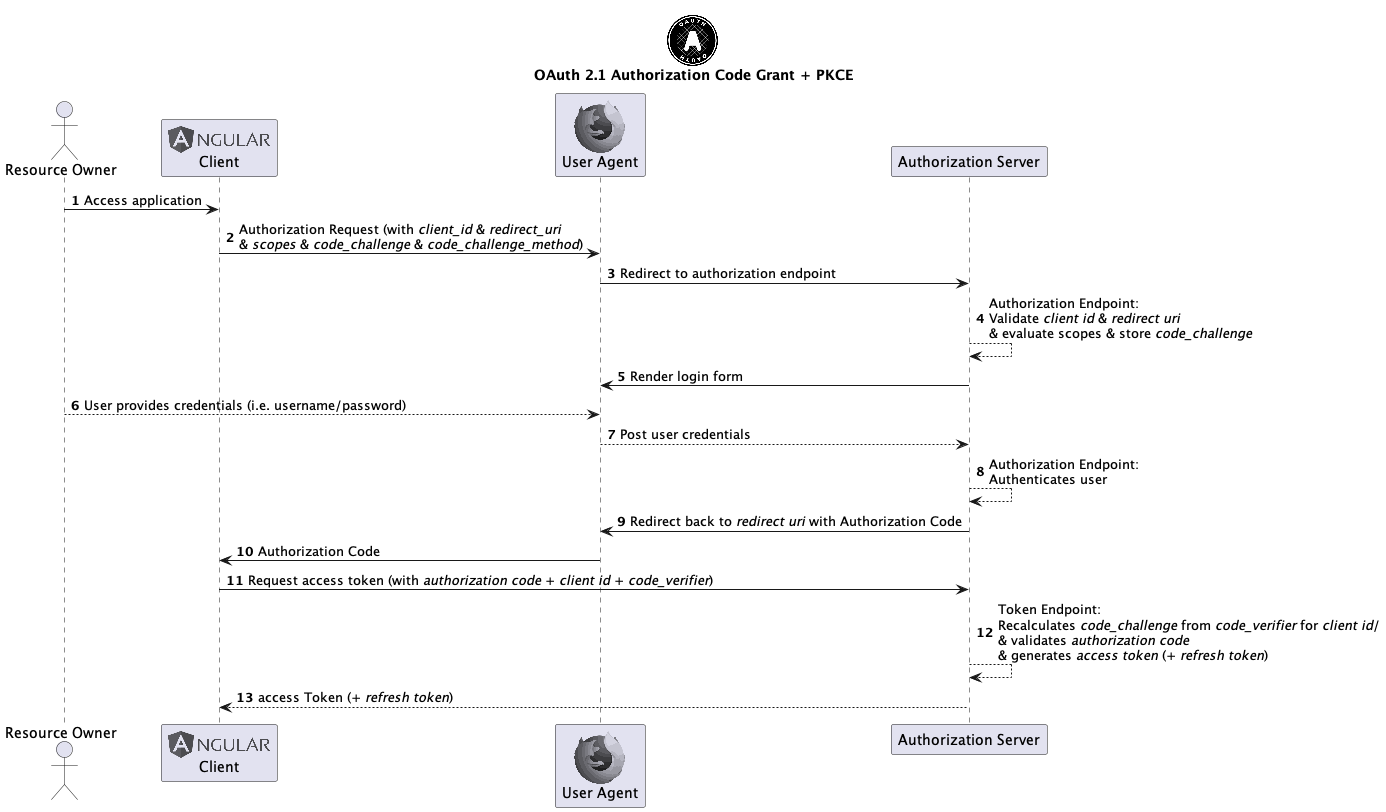 OAUTH
A
OAuth 2.1 Authorization Code Grant + PKCE
Resource Owner
ANGULAR
Client
User Agent
Authorization Server
1 Access application
2 Authorization Request (with client_id & redirect_uri
& scopes & code_challenge & code_challenge_method)
3 Redirect to authorization endpoint
Authorization Endpoint:
4 Validate client id & redirect uri
& evaluate scopes & store code_challenge
5 Render login form
6 User provides credentials (i.e. username/password)
7 Post user credentials
8 Authorization Endpoint:
Authenticates user
9 Redirect back to redirect uri with Authorization Code
10 Authorization Code
11 Request access token (with authorization code + client id + code_verifier)
Token Endpoint:
12 Recalculates code_challenge from code_verifier for client id/
& validates authorization code
& generates access token (+ refresh token)
13 access Token (+ refresh token)
Resource Owner
ANGULAR
Client
User Agent
Authorization Server